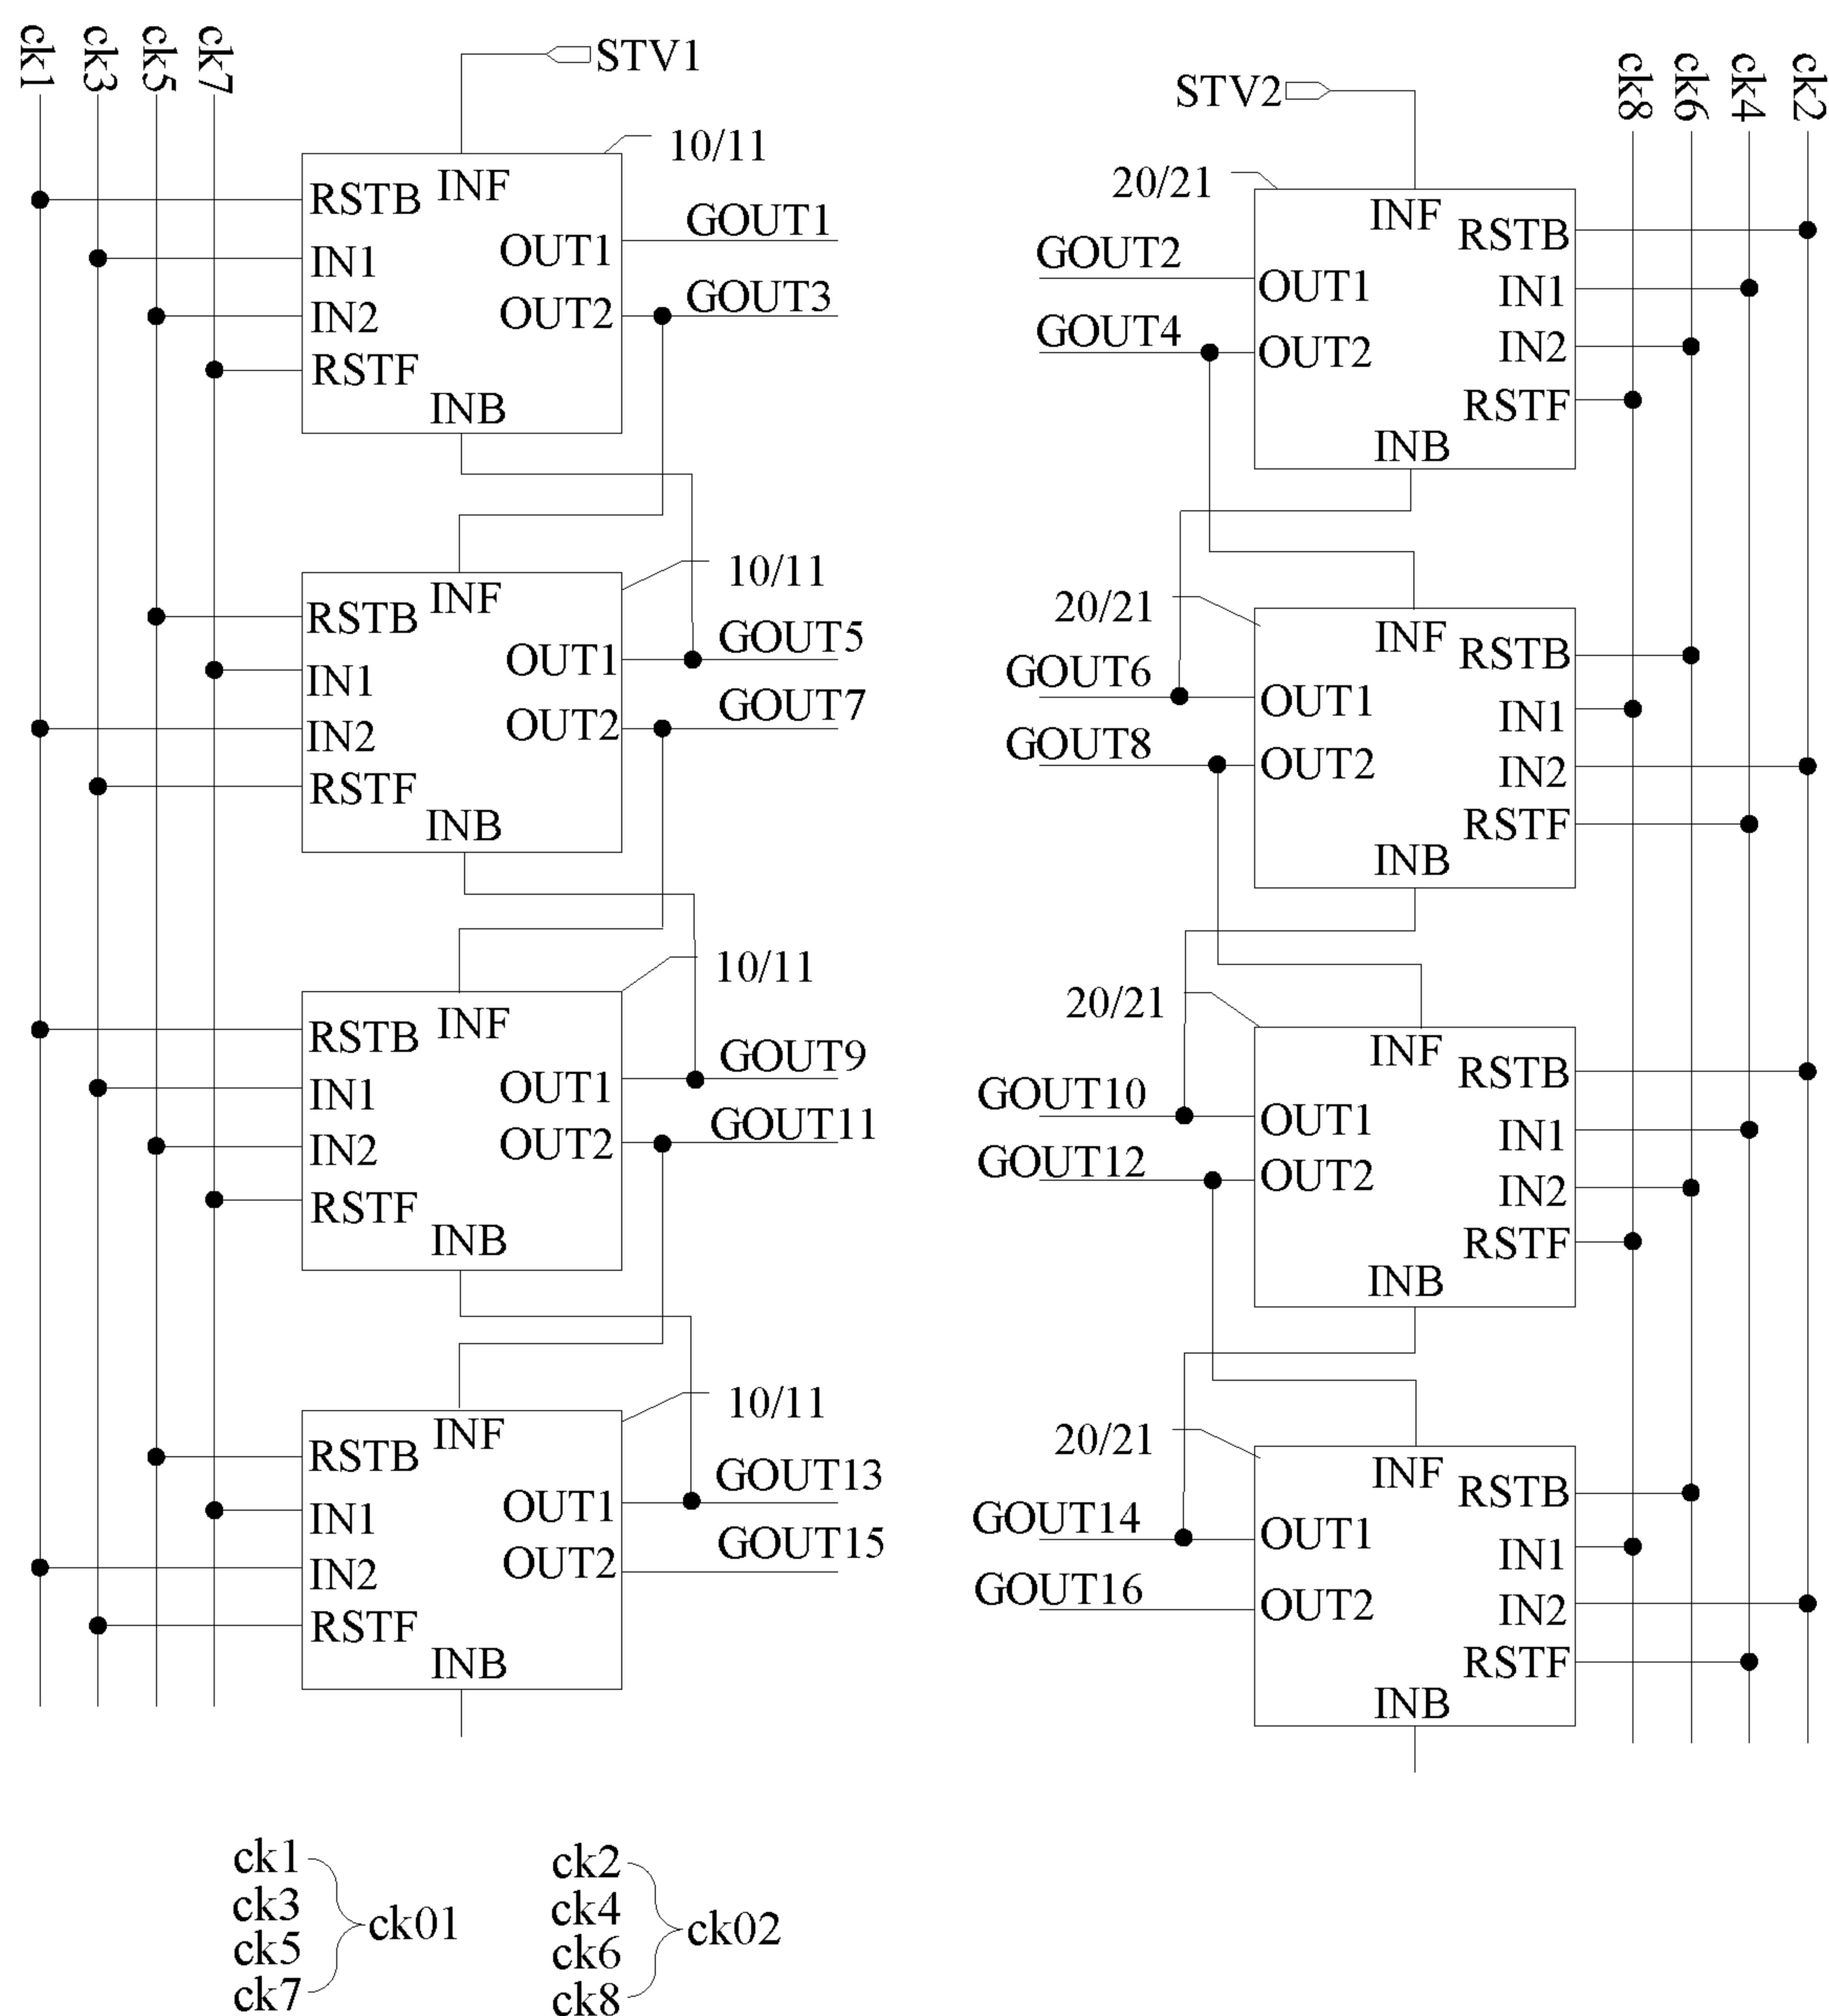 ck1
ck3
ck5
ck7
STV1
10/11
INF
RSTB
IN1
IN2
RSTF
INB
OUT1
OUT2
GOUT1
GOUT3
10/11
INF
RSTB
IN1
IN2
RSTF
INB
OUT1
OUT2
GOUT5
GOUT7
10/11
INF
RSTB
IN1
IN2
RSTF
INB
OUT1
OUT2
GOUT9
GOUT11
10/11
INF
RSTB
IN1
IN2
RSTF
INB
OUT1
OUT2
GOUT13
GOUT15
STV2
ck8
ck6
ck4
ck2
20/21
GOUT2
GOUT4
INF
OUT1
OUT2
RSTB
IN1
IN2
RSTF
INB
20/21
GOUT6
GOUT8
INF
OUT1
OUT2
RSTB
IN1
IN2
RSTF
INB
20/21
GOUT10
GOUT12
INF
OUT1
OUT2
RSTB
IN1
IN2
RSTF
INB
20/21
GOUT14
GOUT16
INF
OUT1
OUT2
RSTB
IN1
IN2
RSTF
INB
ck1
ck3
ck5
ck7
ck01
ck2
ck4
ck6
ck8
ck02